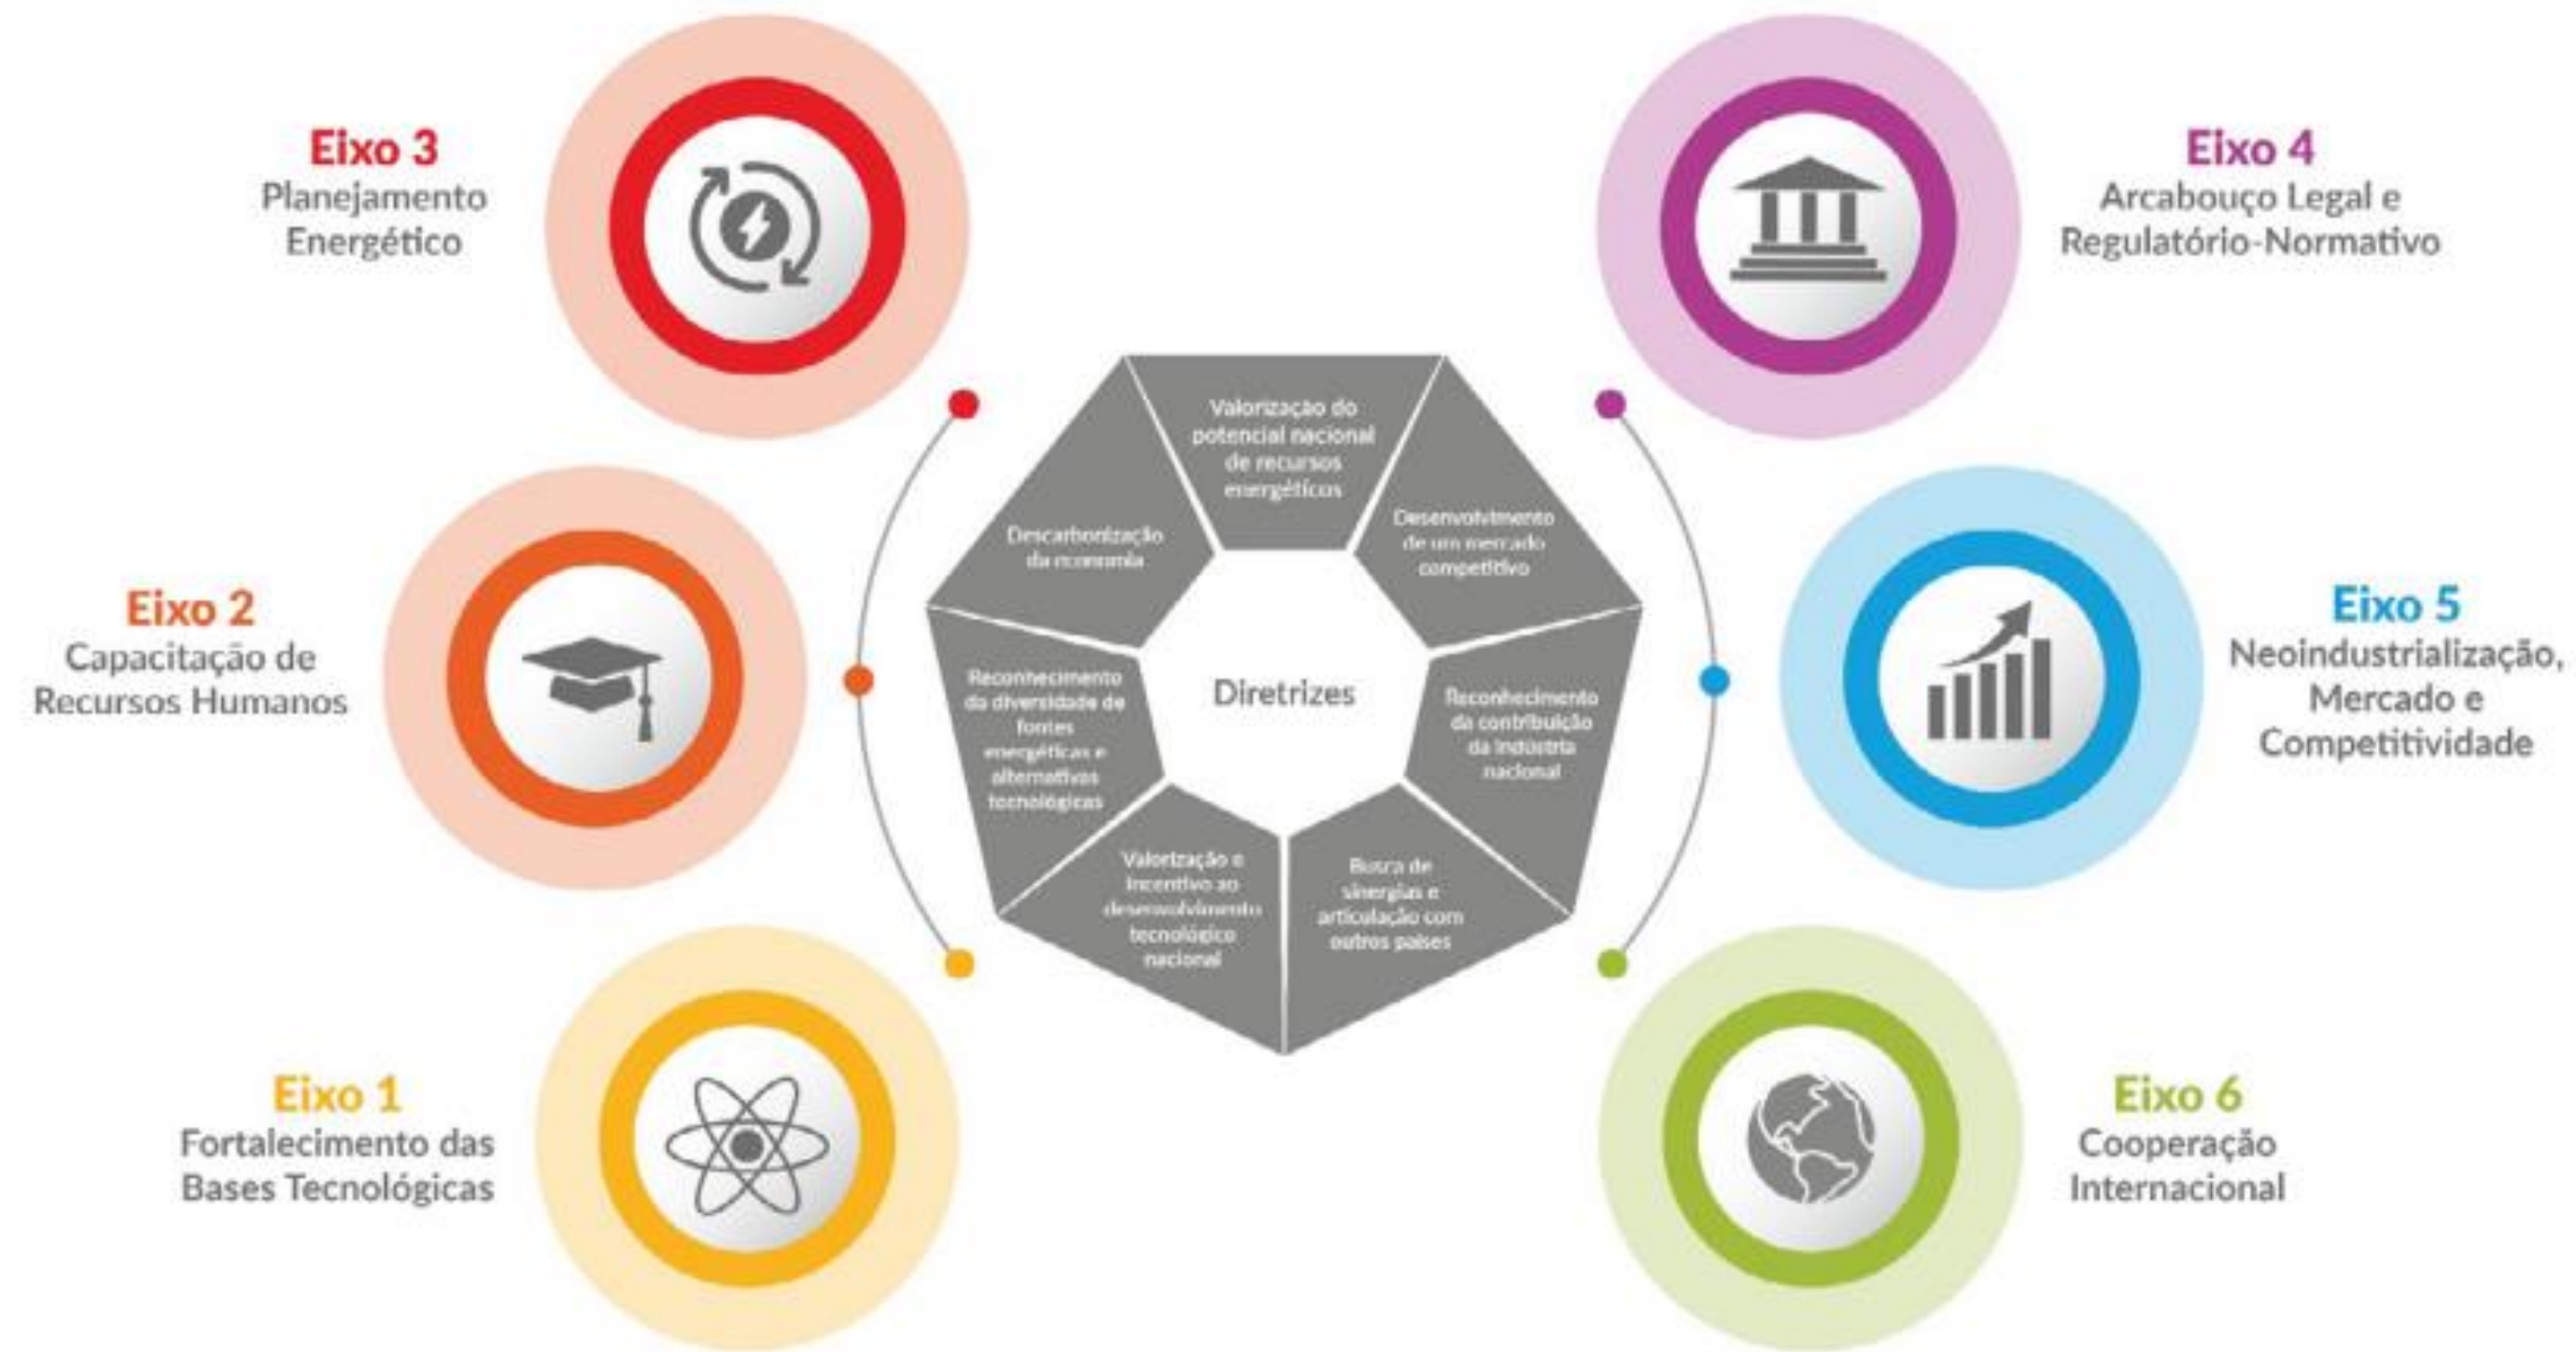 Eixo 3
Planejamento
Energético
Eixo 2
Capacitação de
Recursos Humanos
Eixo 1
Fortalecimento das
Bases Tecnológicas
Diretrizes
Valorização do
potencial nacional
de recursos
energéticos
Desenvolvimento
de um mercado
competitivo
Reconhecimento
da contribuição
da indústria
nacional
Busca de
sinergias e
articulação com
outros países
Valorização e
incentivo ao
desenvolvimento
tecnológico
nacional
Reconhecimento
da diversidade de
fontes
energéticas e
alternativas
tecnológicas
Descarbonização
da economia
Eixo 4
Arcabouço Legal e
Regulatório-Normativo
Eixo 5
Neoindustrialização,
Mercado e
Competitividade
Eixo 6
Cooperação
Internacional